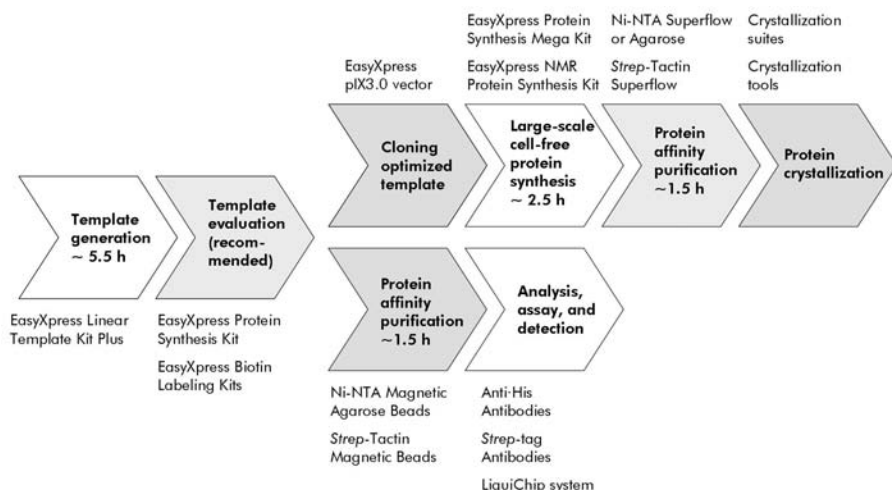 EasyXpress Protein
Synthesis Mega Kit
EasyXpress NMR
Protein Synthesis Kit
Ni-NTA Superflow
or Agarose
Strep-Tactin
Superflow
Crystallization
suites
Crystallization
tools
EasyXpress
pIX3.0 vector
Cloning
optimized
template
Large-scale
cell-free
protein
synthesis
~ 2.5 h
Protein
affinity
purification
~1.5 h
Protein
crystallization
Template
generation
~ 5.5 h
Template
evaluation
(recom-
mended)
EasyXpress Linear
Template Kit Plus
EasyXpress Protein
Synthesis Kit
EasyXpress Biotin
Labeling Kits
Protein
affinity
purification
~1.5 h
Analysis,
assay, and
detection
Ni-NTA Magnetic
Agarose Beads
Strep-Tactin
Magnetic Beads
Anti·His
Antibodies
Strep-tag
Antibodies
LiquiChip system